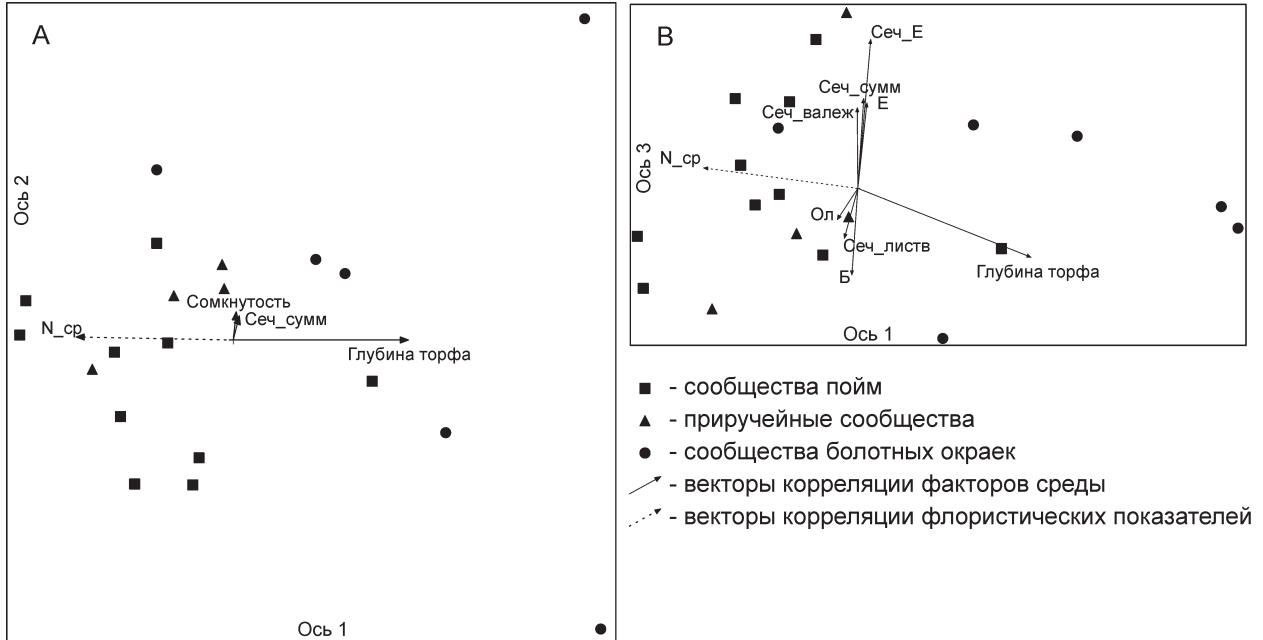 А
Ось 2
Сомкнутость
Сеч_сумм
N_ср
Глубина торфа
Ось 1
В
Сеч_Е
Сеч_сумм
Е
Сеч_валеж
Ось 3
N_ср
Ол
Сеч_листв
Б
Глубина торфа
Ось 1
- сообщества пойм
- приручейные сообщества
- сообщества болотных окраек
- векторы корреляции факторов среды
- векторы корреляции флористических показателей